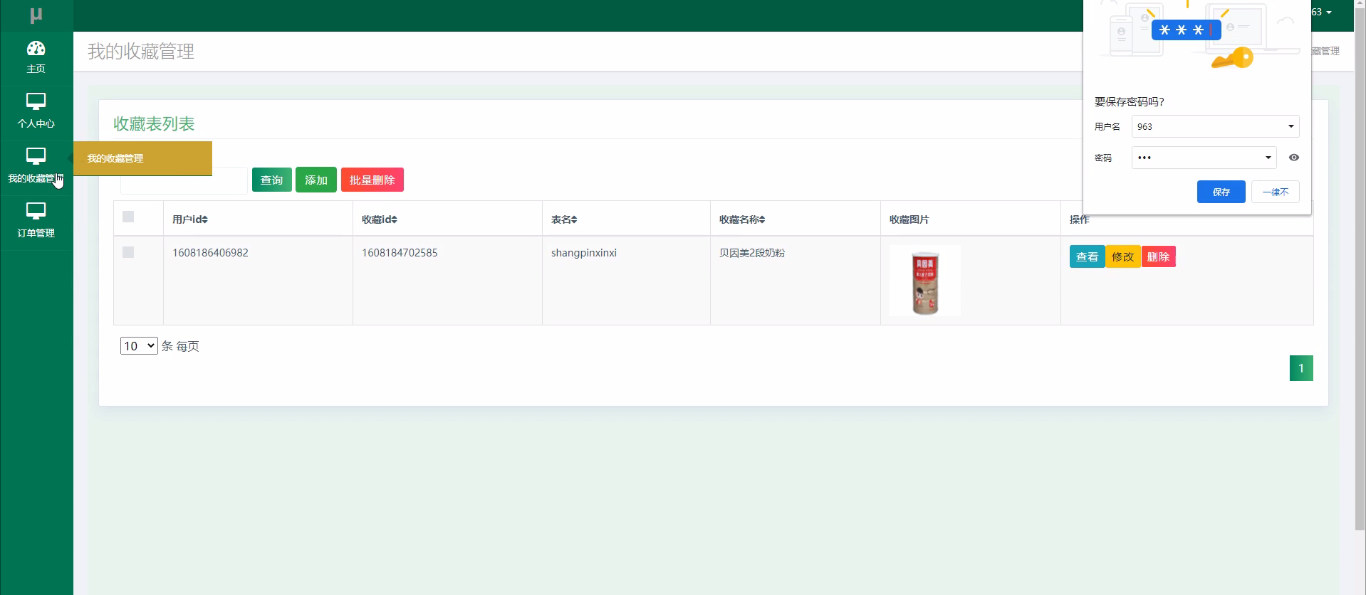 μ
63
我的收藏管理
藏管理
主页
个人中心
我的收藏管理
我的收藏管理
订单管理
收藏表列表
查询 添加 批量删除
用户id 收藏id 表名 收藏名称 收藏图片 操作
1608186406982 1608184702585 shangpinxinxi 贝因美2段奶粉 查看 修改 删除
贝因美
10 条 每页
1
要保存密码吗?
用户名 963
密码 •••
保存 一律不